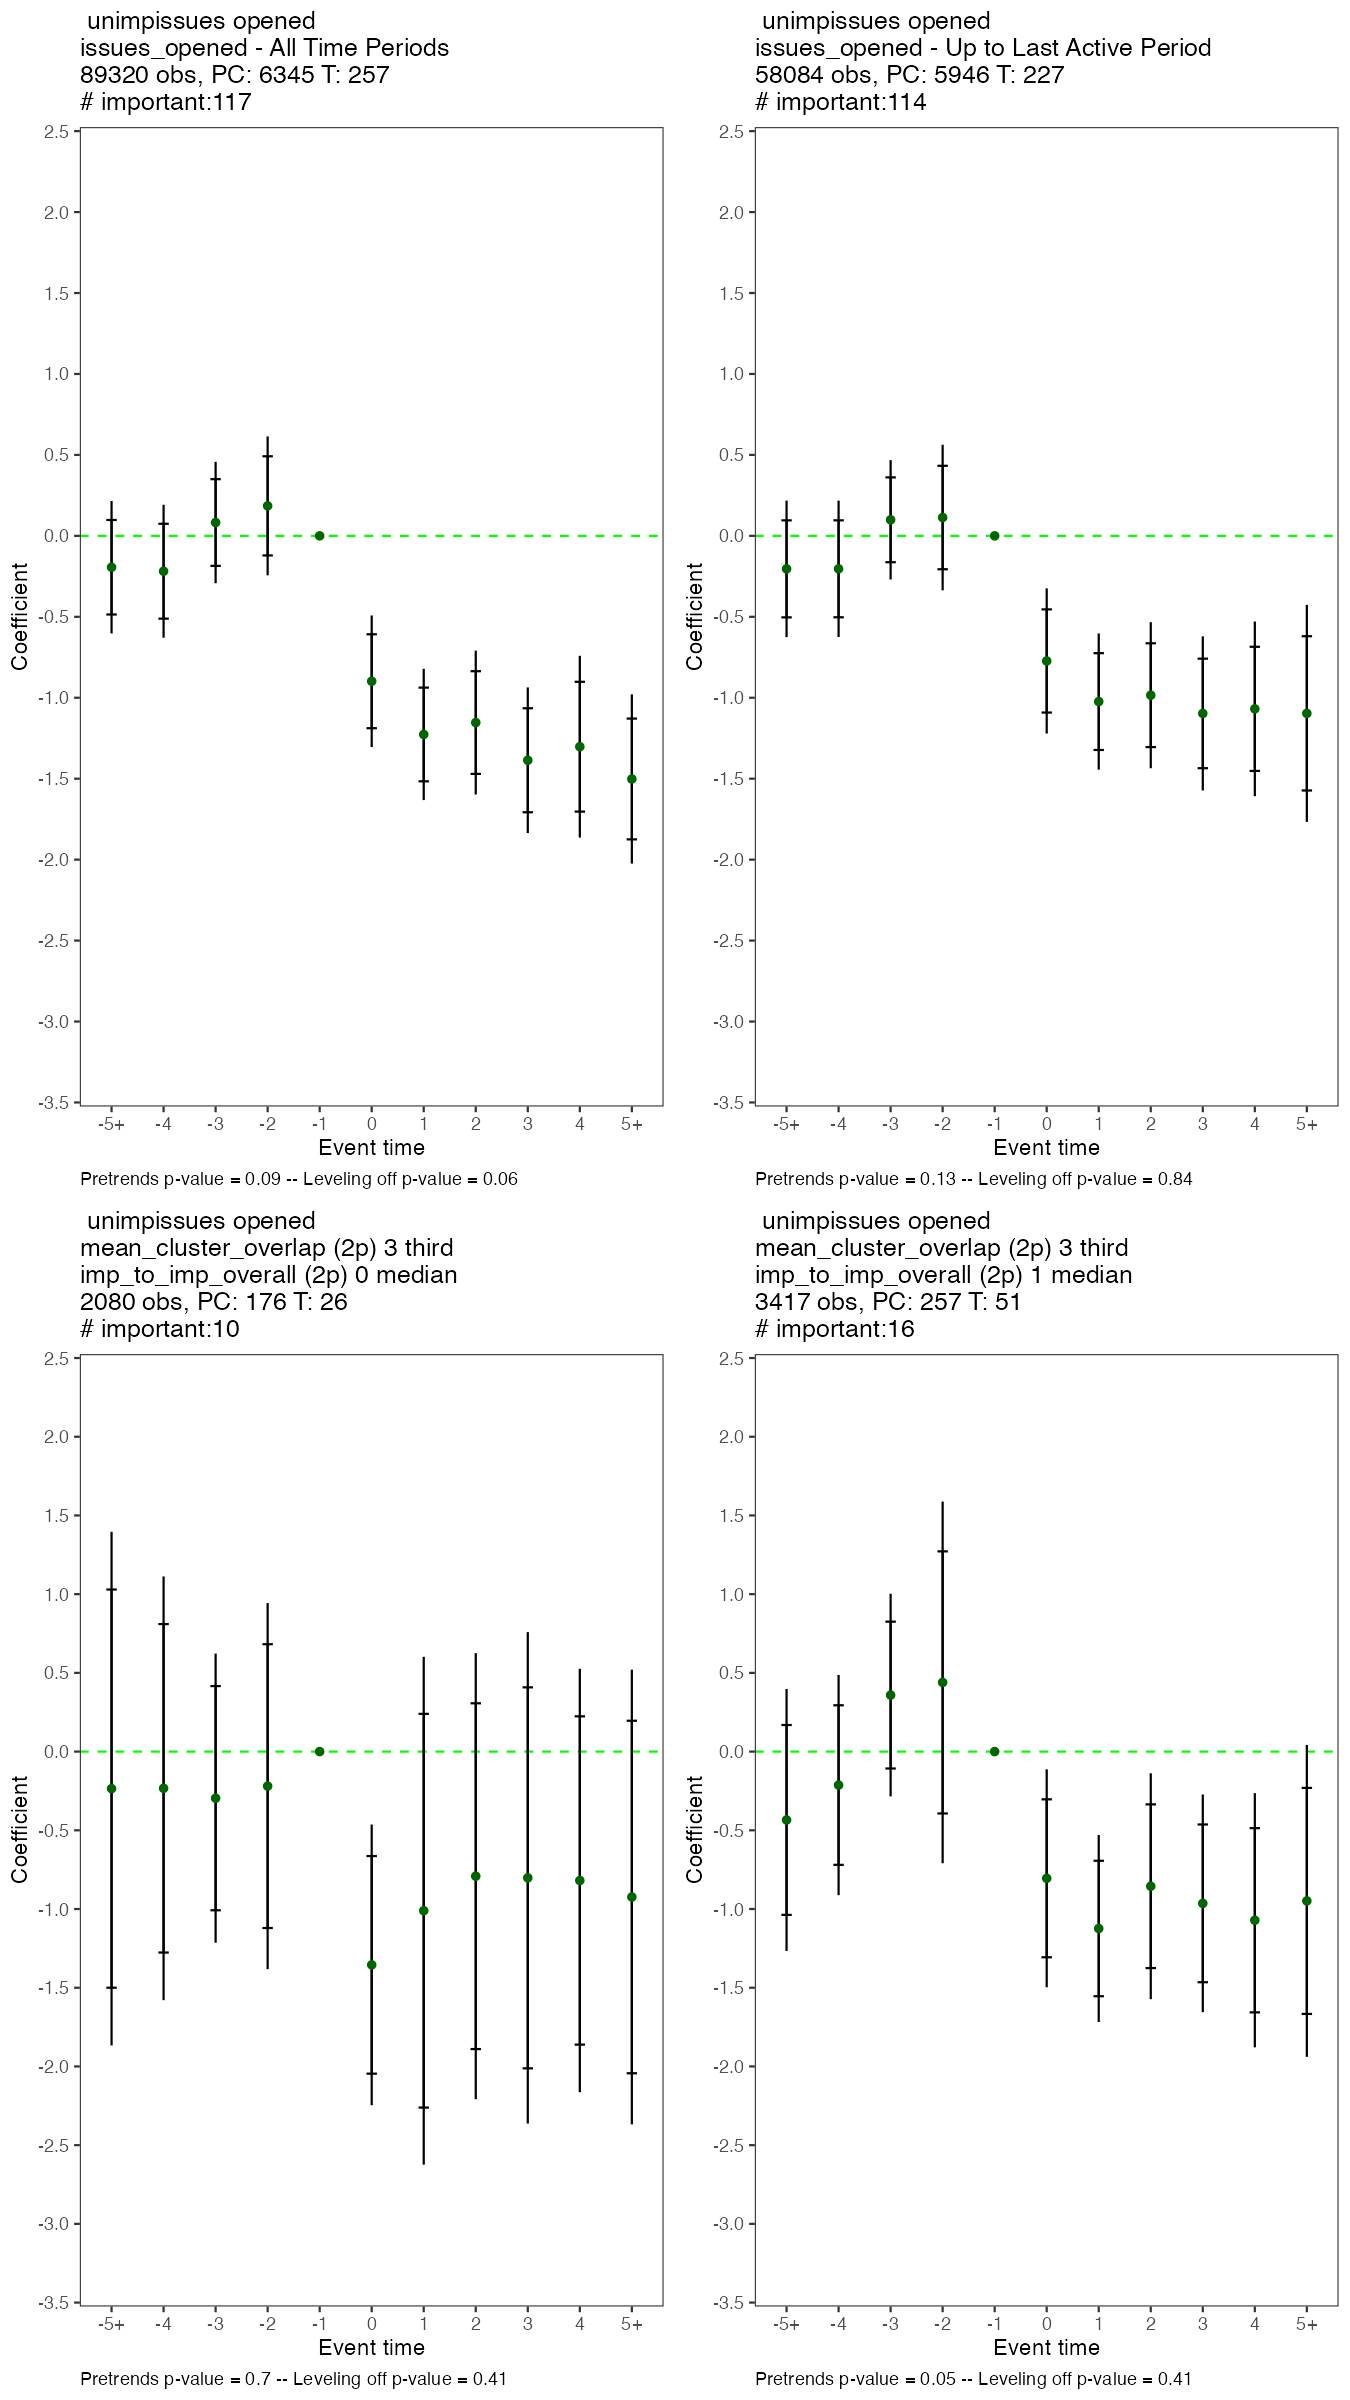 unimpissues opened
issues_opened - All Time Periods
89320 obs, PC: 6345 T: 257
# important:117
2.5
2.0
1.5
1.0
0.5
0.0
-0.5
-1.0
-1.5
-2.0
-2.5
-3.0
-3.5
Coefficient
-5+ -4 -3 -2 -1 0 1 2 3 4 5+
Event time
Pretrends p-value = 0.09 -- Leveling off p-value = 0.06
unimpissues opened
issues_opened - Up to Last Active Period
58084 obs, PC: 5946 T: 227
# important:114
2.5
2.0
1.5
1.0
0.5
0.0
-0.5
-1.0
-1.5
-2.0
-2.5
-3.0
-3.5
Coefficient
-5+ -4 -3 -2 -1 0 1 2 3 4 5+
Event time
Pretrends p-value = 0.13 -- Leveling off p-value = 0.84
unimpissues opened
mean_cluster_overlap (2p) 3 third
imp_to_imp_overall (2p) 0 median
2080 obs, PC: 176 T: 26
# important:10
2.5
2.0
1.5
1.0
0.5
0.0
-0.5
-1.0
-1.5
-2.0
-2.5
-3.0
-3.5
Coefficient
-5+ -4 -3 -2 -1 0 1 2 3 4 5+
Event time
Pretrends p-value = 0.7 -- Leveling off p-value = 0.41
unimpissues opened
mean_cluster_overlap (2p) 3 third
imp_to_imp_overall (2p) 1 median
3417 obs, PC: 257 T: 51
# important:16
2.5
2.0
1.5
1.0
0.5
0.0
-0.5
-1.0
-1.5
-2.0
-2.5
-3.0
-3.5
Coefficient
-5+ -4 -3 -2 -1 0 1 2 3 4 5+
Event time
Pretrends p-value = 0.05 -- Leveling off p-value = 0.41